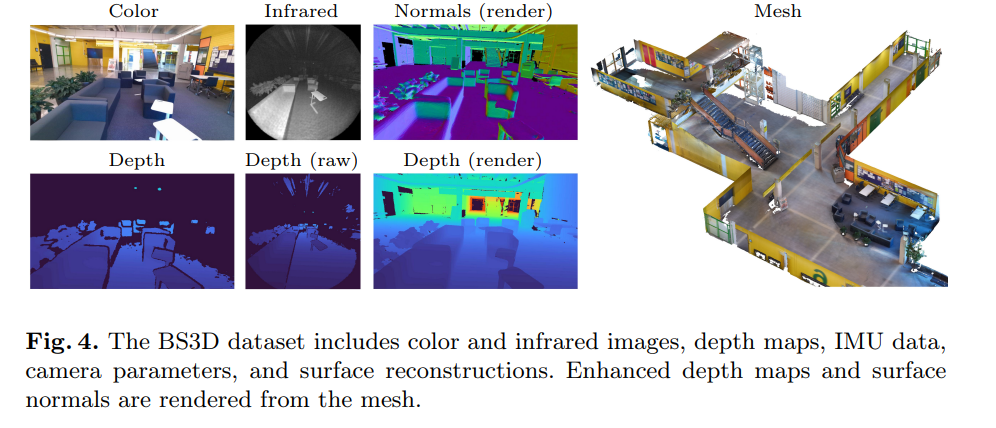 Color
Infrared
Normals (render)
Mesh
Depth
Depth (raw)
Depth (render)
Fig. 4. The BS3D dataset includes color and infrared images, depth maps, IMU data,
camera parameters, and surface reconstructions. Enhanced depth maps and surface
normals are rendered from the mesh.